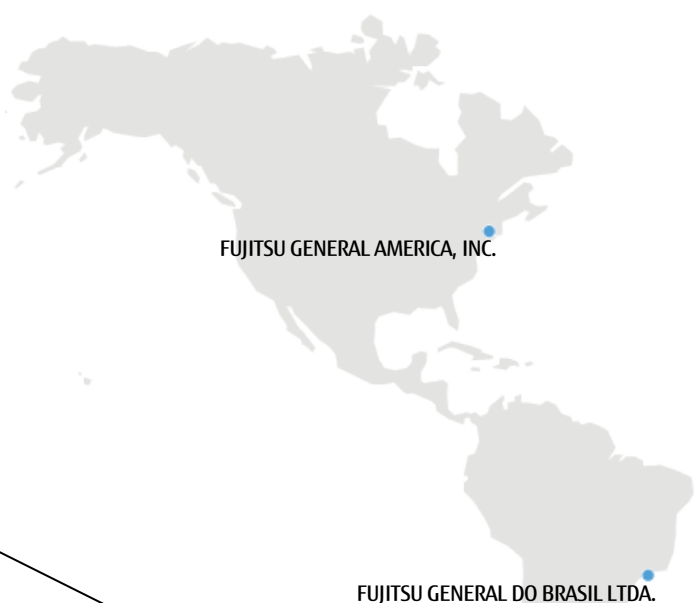 FUJITSU GENERAL AMERICA, INC.
FUJITSU GENERAL DO BRASIL LTDA.